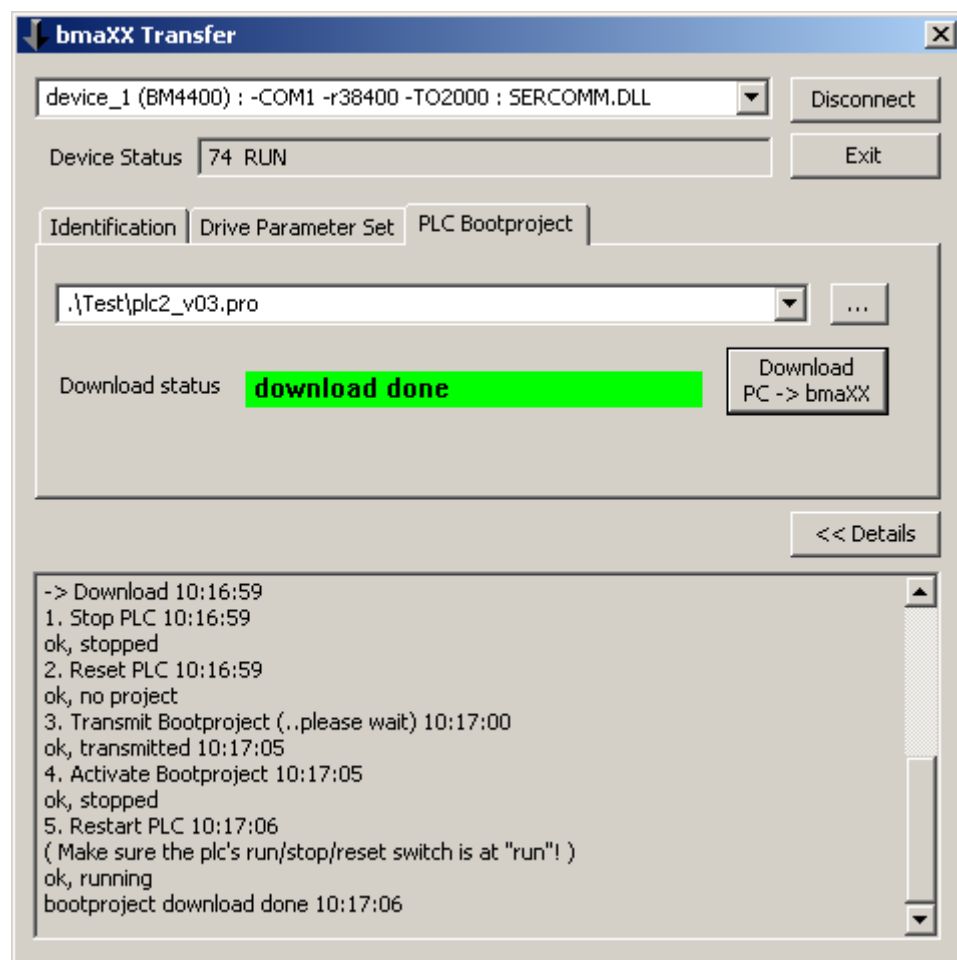 bmaXX Transfer
device_1 (BM4400) : -COM1 -r38400 -TO2000 : SERCOMM.DLL
Disconnect
Device Status
74 RUN
Exit
Identification
Drive Parameter Set
PLC Bootproject
.\Test\plc2_v03.pro
...
Download status
download done
Download
PC -> bmaXX
<< Details
-> Download 10:16:59
1. Stop PLC 10:16:59
ok, stopped
2. Reset PLC 10:16:59
ok, no project
3. Transmit Bootproject (..please wait) 10:17:00
ok, transmitted 10:17:05
4. Activate Bootproject 10:17:05
ok, stopped
5. Restart PLC 10:17:06
( Make sure the plc's run/stop/reset switch is at "run"! )
ok, running
bootproject download done 10:17:06